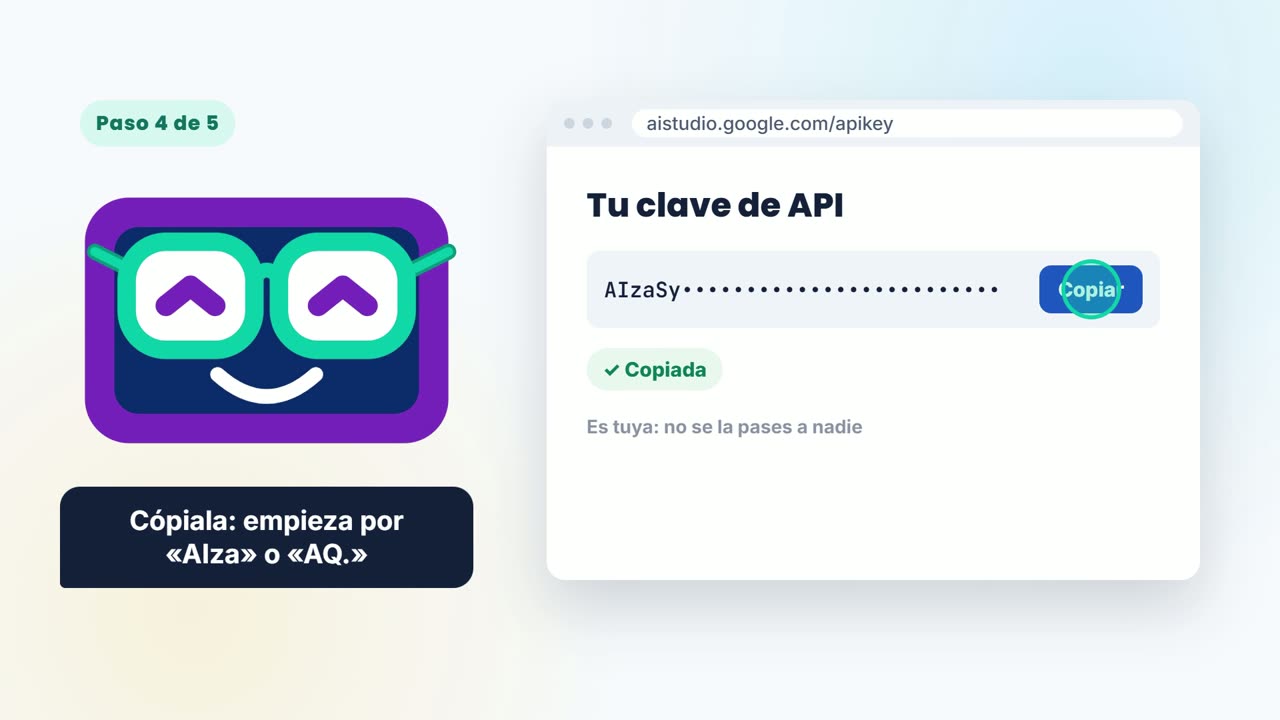 Paso 4 de 5
aistudio.google.com/apikey
Tu clave de API
AIzaSy•••••••••••••••••••••••••
Copiar
✓ Copiada
Es tuya: no se la pases a nadie
Cópiala: empieza por
«AIza» o «AQ.»